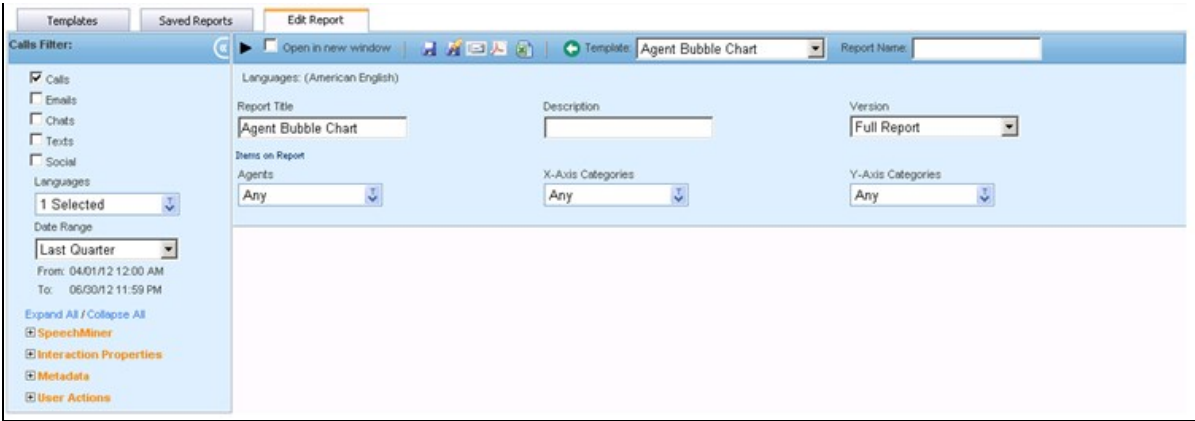 Templates Saved Reports Edit Report
Calls Filter:
Open in new window Template: Agent Bubble Chart Report Name:
Calls
Emails
Chats
Texts
Social
Languages
1 Selected
Date Range
Last Quarter
From: 04/01/12 12:00 AM
To: 06/30/12 11:59 PM
Expand All / Collapse All
SpeechMiner
Interaction Properties
Metadata
User Actions
Languages: (American English)
Report Title Description Version
Agent Bubble Chart Full Report
Items on Report
Agents X-Axis Categories Y-Axis Categories
Any Any Any